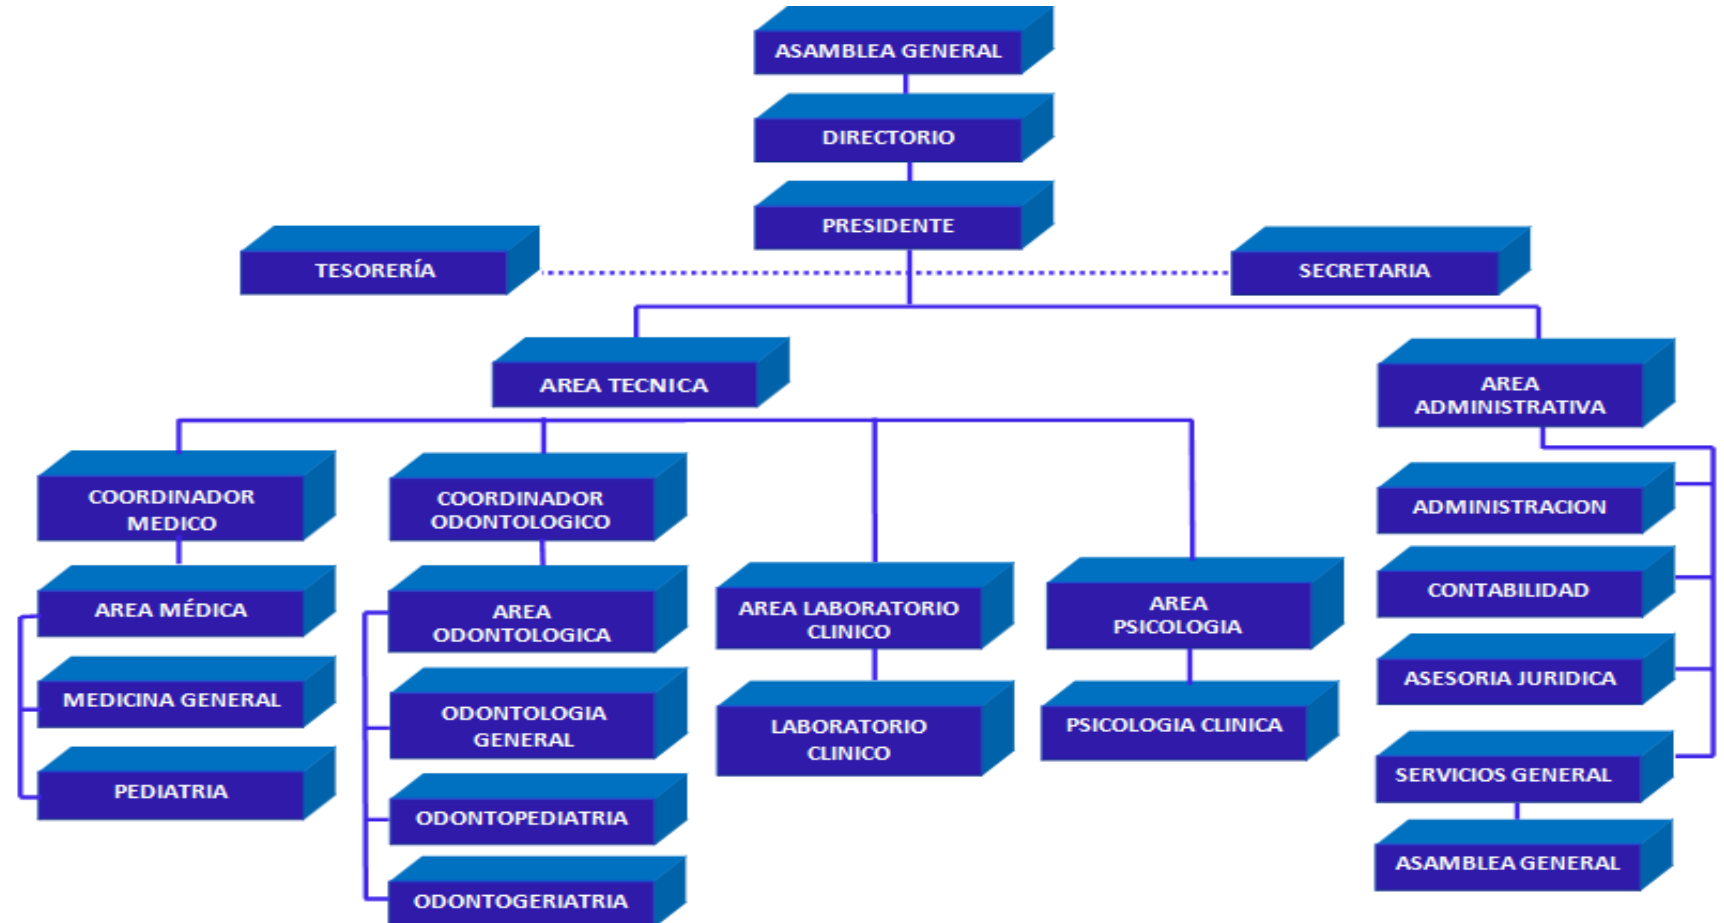 ASAMBLEA GENERAL
DIRECTORIO
PRESIDENTE
TESORERÍA
SECRETARIA
AREA TECNICA
AREA
ADMINISTRATIVA
COORDINADOR
MEDICO
COORDINADOR
ODONTOLOGICO
ADMINISTRACION
AREA MÉDICA
AREA
ODONTOLOGICA
AREA LABORATORIO
CLINICO
AREA
PSICOLOGIA
CONTABILIDAD
MEDICINA GENERAL
ODONTOLOGIA
GENERAL
LABORATORIO
CLINICO
PSICOLOGIA CLINICA
ASESORIA JURIDICA
PEDIATRIA
ODONTOPEDIATRIA
SERVICIOS GENERAL
ODONTOGERIATRIA
ASAMBLEA GENERAL